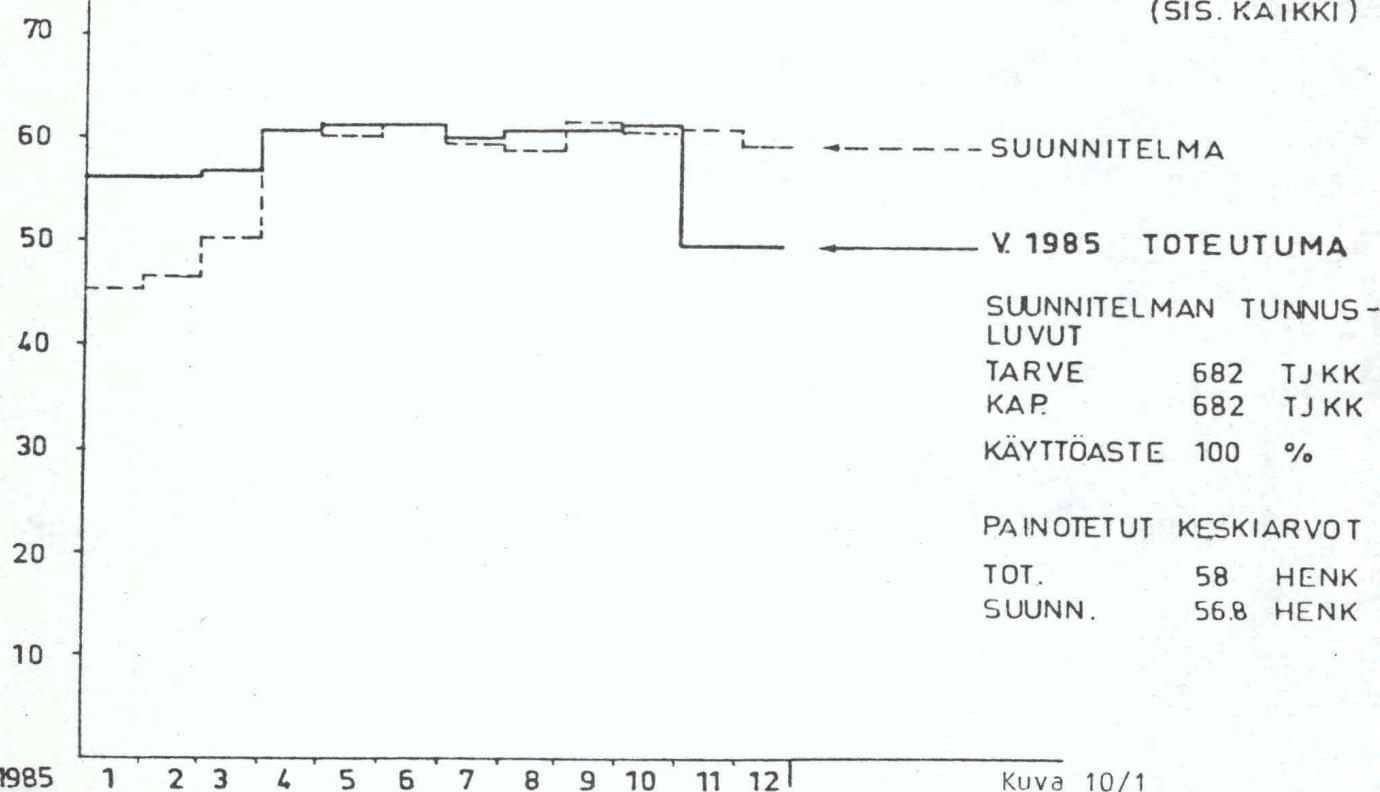 (SIS. KAIKKI)
70
60
50
40
30
20
10
SUUNNITELMA
V. 1985 TOTEUTUMA
SUUNNITELMAN TUNNUS-
LUVUT
TARVE 682 TJKK
KAP. 682 TJKK
KÄYTTÖASTE 100 %
PAINOTETUT KESKIARVOT
TOT. 58 HENK
SUUNN. 56.8 HENK
1985 1 2 3 4 5 6 7 8 9 10 11 12
Kuva 10/1